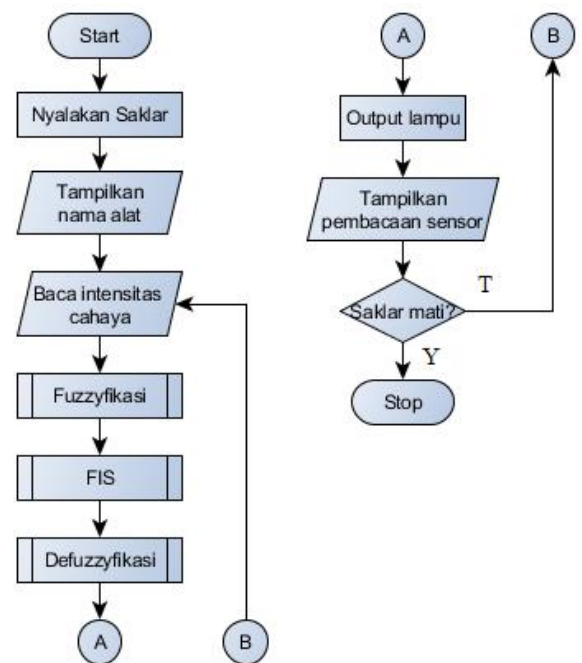 Start
Nyalakan Saklar
Tampilkan
nama alat
Baca intensitas
cahaya
Fuzzyfikasi
FIS
Defuzzyfikasi
A
B
A
B
Output lampu
Tampilkan
pembacaan sensor
Saklar mati?
T
Y
Stop